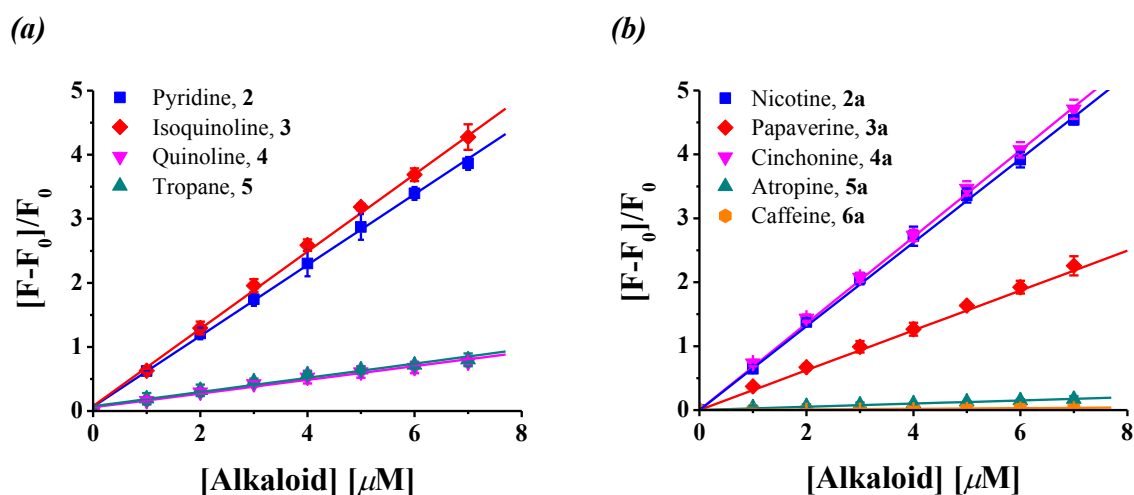 (a)
[F-F0]/F0
5
4
3
2
1
0
Pyridine, 2
Isoquinoline, 3
Quinoline, 4
Tropane, 5
0 2 4 6 8
[Alkaloid] [μM]
(b)
[F-F0]/F0
5
4
3
2
1
0
Nicotine, 2a
Papaverine, 3a
Cinchonine, 4a
Atropine, 5a
Caffeine, 6a
0 2 4 6 8
[Alkaloid] [μM]